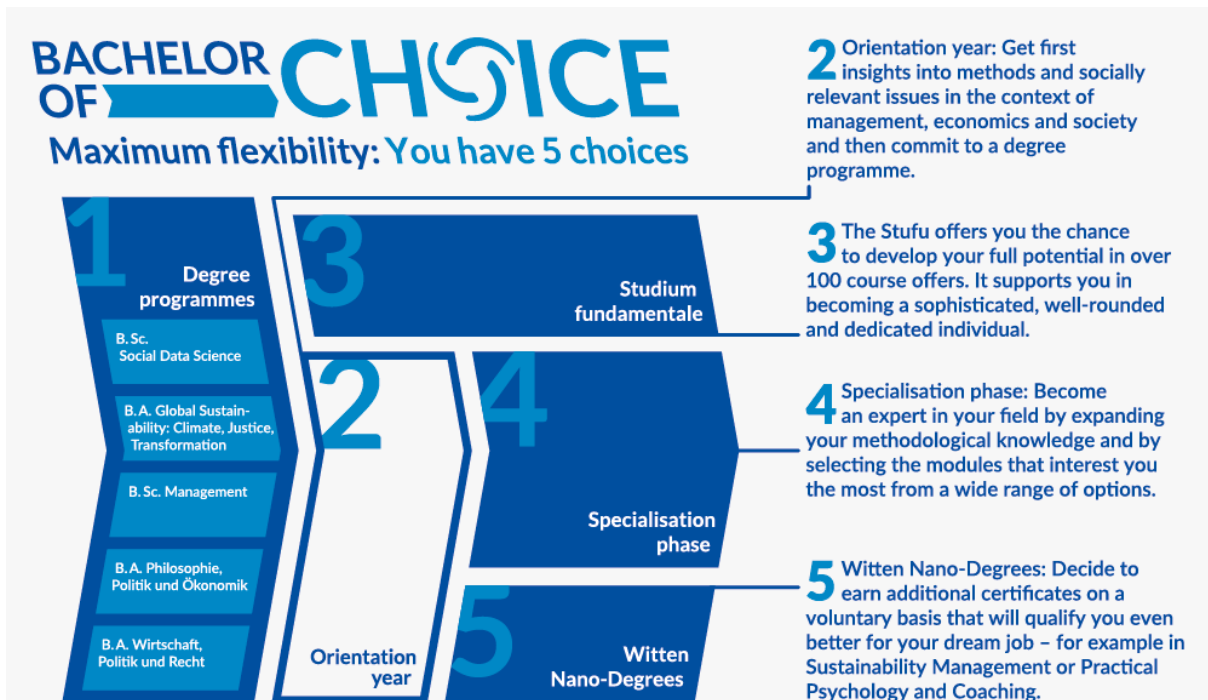 BACHELOR
OF CHOICE
Maximum flexibility: You have 5 choices
1
Degree
programmes
B. Sc.
Social Data Science
B. A. Global Sustain-
ability: Climate, Justice,
Transformation
B. Sc. Management
B. A. Philosophie,
Politik und Ökonomik
B. A. Wirtschaft,
Politik und Recht
3
Studium
fundamentale
2
Orientation
year
4
Specialisation
phase
5
Witten
Nano-Degrees
2 Orientation year: Get first
insights into methods and socially
relevant issues in the context of
management, economics and society
and then commit to a degree
programme.
3 The Stufu offers you the chance
to develop your full potential in over
100 course offers. It supports you in
becoming a sophisticated, well-rounded
and dedicated individual.
4 Specialisation phase: Become
an expert in your field by expanding
your methodological knowledge and by
selecting the modules that interest you
the most from a wide range of options.
5 Witten Nano-Degrees: Decide to
earn additional certificates on a
voluntary basis that will qualify you even
better for your dream job – for example in
Sustainability Management or Practical
Psychology and Coaching.